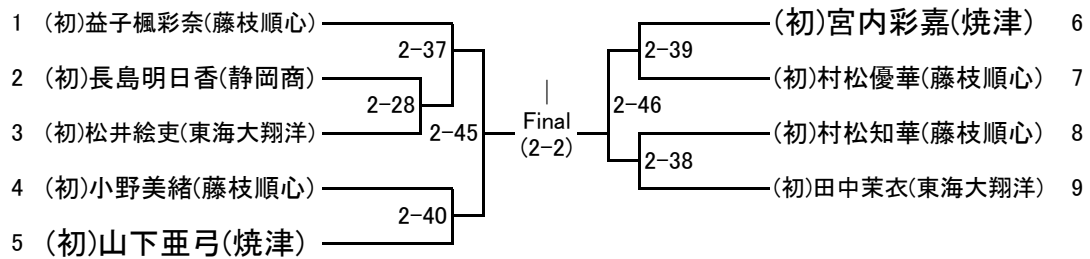 1 (初)益子楓彩奈(藤枝順心)
2 (初)長島明日香(静岡商)
3 (初)松井絵吏(東海大翔洋)
4 (初)小野美緒(藤枝順心)
5 (初)山下亜弓(焼津)
2-37
2-28
2-45
2-40
Final
(2-2)
2-39
2-46
2-38
(初)宮内彩嘉(焼津) 6
(初)村松優華(藤枝順心) 7
(初)村松知華(藤枝順心) 8
(初)田中茉衣(東海大翔洋) 9